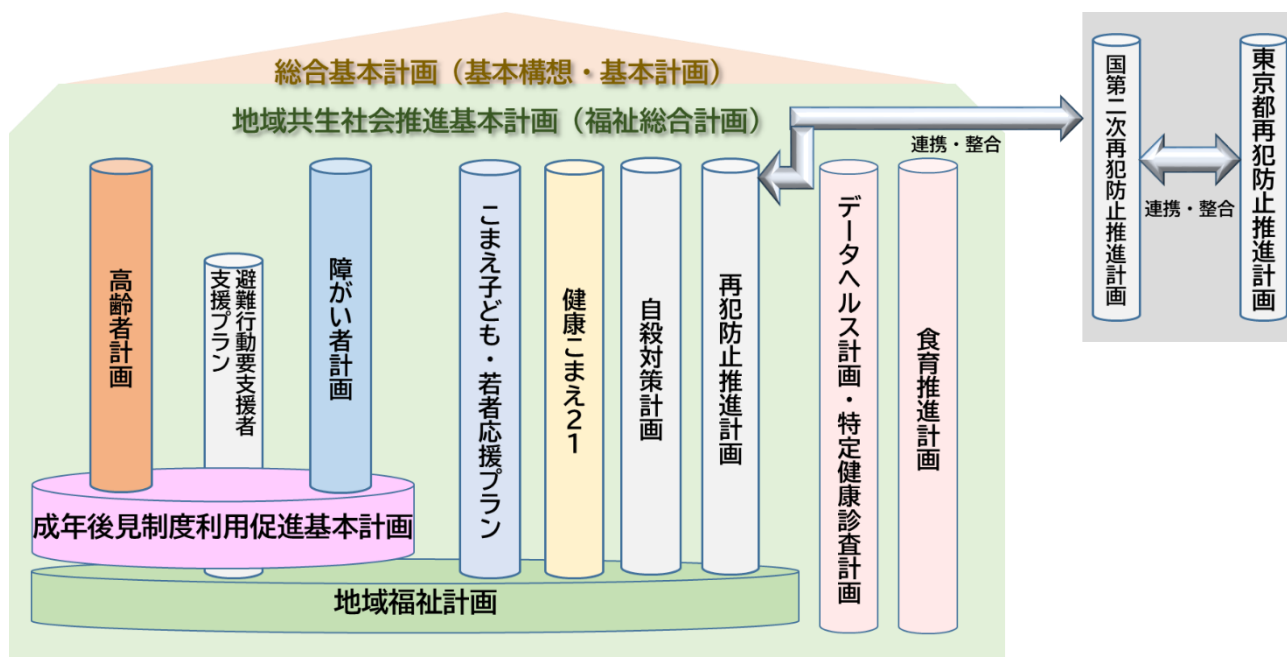 総合基本計画（基本構想・基本計画）
地域共生社会推進基本計画（福祉総合計画）
高齢者計画
避難行動要支援者
支援プラン
障がい者計画
こまえ子ども・若者応援プラン
健康こまえ２１
自殺対策計画
再犯防止推進計画
データヘルス計画・特定健康診査計画
食育推進計画
連携・整合
国第二次再犯防止推進計画
連携・整合
東京都再犯防止推進計画
成年後見制度利用促進基本計画
地域福祉計画